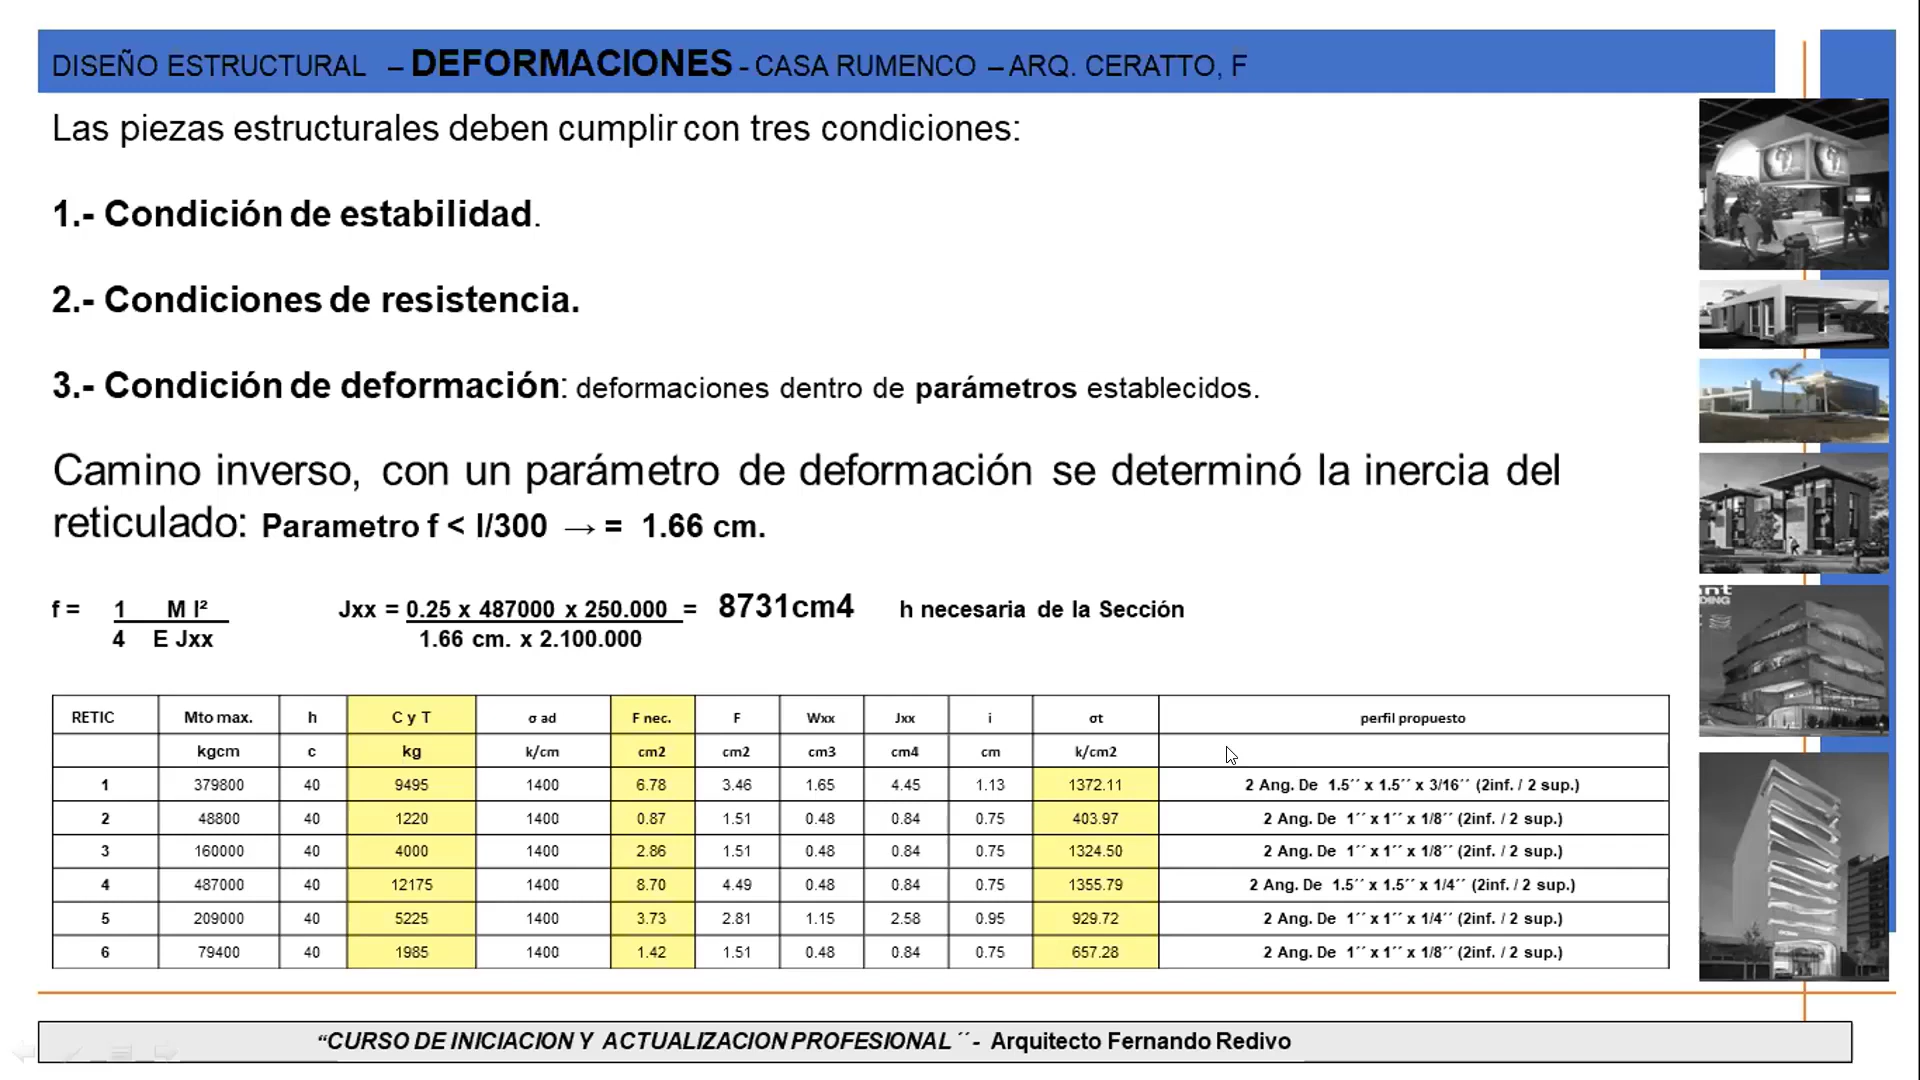 DISEÑO ESTRUCTURAL – DEFORMACIONES - CASA RUMENCO – ARQ. CERATTO, F
Las piezas estructurales deben cumplir con tres condiciones:
1.- Condición de estabilidad.
2.- Condiciones de resistencia.
3.- Condición de deformación: deformaciones dentro de parámetros establecidos.
Camino inverso, con un parámetro de deformación se determinó la inercia del
reticulado: Parametro f < l/300 → = 1.66 cm.
f = 1 M l² Jxx = 0.25 x 487000 x 250.000 = 8731cm4 h necesaria de la Sección
4 E Jxx 1.66 cm. x 2.100.000
RETIC Mto max. h C y T σ ad F nec. F Wxx Jxx i σt perfil propuesto
kgcm c kg k/cm cm2 cm2 cm3 cm4 cm k/cm2
1 379800 40 9495 1400 6.78 3.46 1.65 4.45 1.13 1372.11 2 Ang. De 1.5´´ x 1.5´´ x 3/16´´ (2inf. / 2 sup.)
2 48800 40 1220 1400 0.87 1.51 0.48 0.84 0.75 403.97 2 Ang. De 1´´ x 1´´ x 1/8´´ (2inf. / 2 sup.)
3 160000 40 4000 1400 2.86 1.51 0.48 0.84 0.75 1324.50 2 Ang. De 1´´ x 1´´ x 1/8´´ (2inf. / 2 sup.)
4 487000 40 12175 1400 8.70 4.49 0.48 0.84 0.75 1355.79 2 Ang. De 1.5´´ x 1.5´´ x 1/4´´ (2inf. / 2 sup.)
5 209000 40 5225 1400 3.73 2.81 1.15 2.58 0.95 929.72 2 Ang. De 1´´ x 1´´ x 1/4´´ (2inf. / 2 sup.)
6 79400 40 1985 1400 1.42 1.51 0.48 0.84 0.75 657.28 2 Ang. De 1´´ x 1´´ x 1/8´´ (2inf. / 2 sup.)
“CURSO DE INICIACION Y ACTUALIZACION PROFESIONAL ´´ - Arquitecto Fernando Redivo